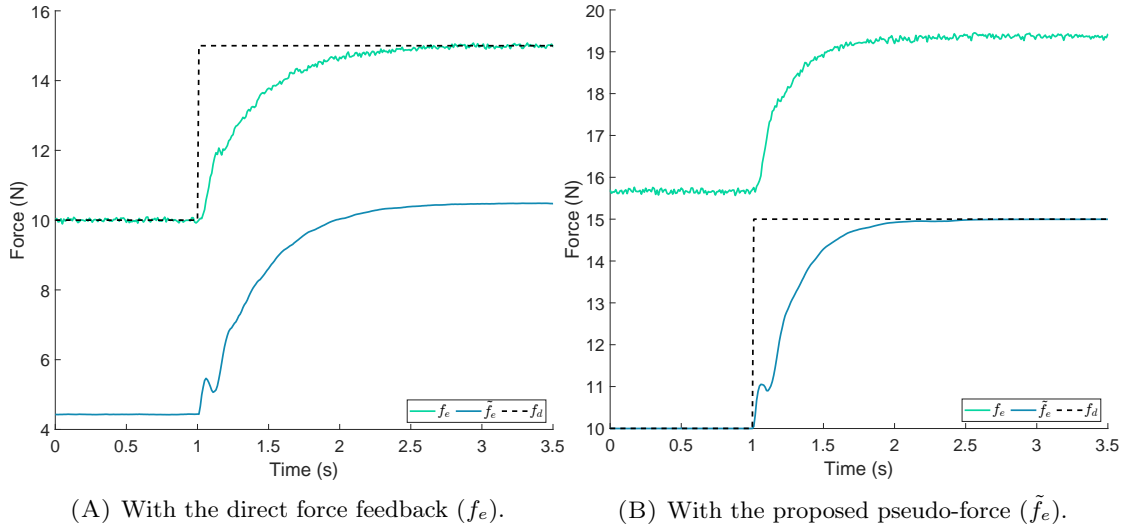 16
14
12
10
8
6
4
Force (N)
0 0.5 1 1.5 2 2.5 3 3.5
Time (s)
f_e f̃_e f_d
(A) With the direct force feedback (f_e).
20
19
18
17
16
15
14
13
12
11
10
Force (N)
0 0.5 1 1.5 2 2.5 3 3.5
Time (s)
f_e f̃_e f_d
(B) With the proposed pseudo-force (f̃_e).